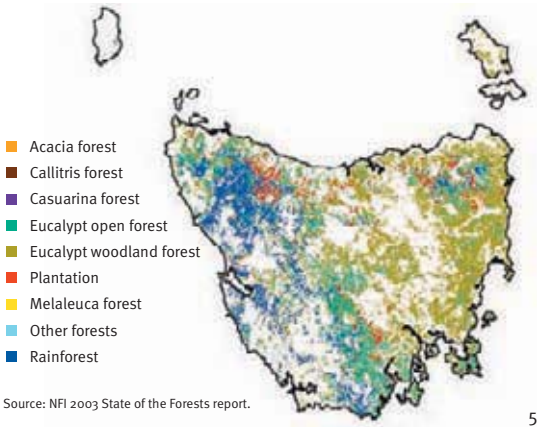 Acacia forest
Callitris forest
Casuarina forest
Eucalypt open forest
Eucalypt woodland forest
Plantation
Melaleuca forest
Other forests
Rainforest
Source: NFI 2003 State of the Forests report.
5